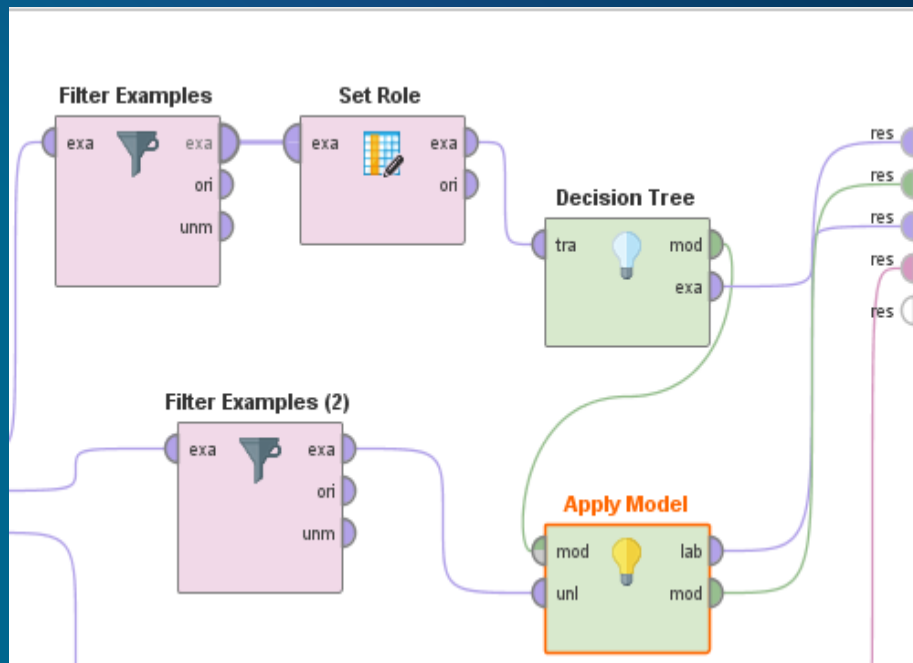 Filter Examples
exa exa
ori
unm
Set Role
exa exa
ori
Decision Tree
tra mod
exa
res
res
res
res
res
Filter Examples (2)
exa exa
ori
unm
Apply Model
mod lab
unl mod